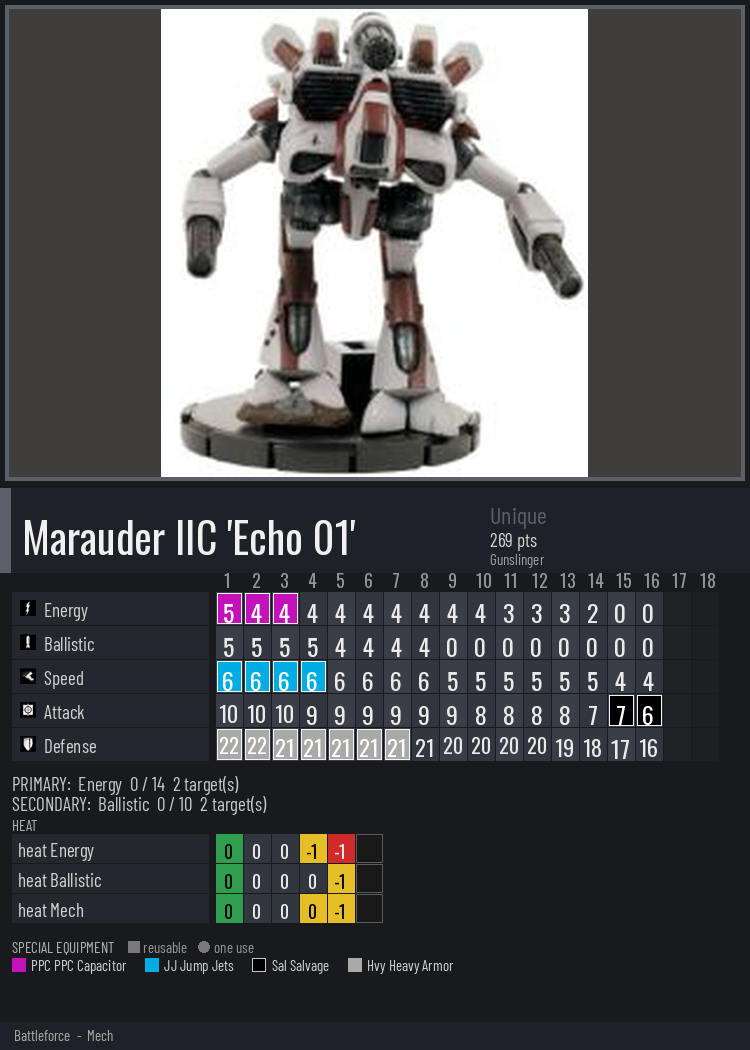 Marauder IIC 'Echo 01'
Unique
269 pts
Gunslinger
1 2 3 4 5 6 7 8 9 10 11 12 13 14 15 16 17 18
Energy 5 4 4 4 4 4 4 4 4 4 3 3 3 2 0 0
Ballistic 5 5 5 5 4 4 4 4 0 0 0 0 0 0 0 0
Speed 6 6 6 6 6 6 6 6 5 5 5 5 5 5 4 4
Attack 10 10 10 9 9 9 9 9 9 8 8 8 8 7 7 6
Defense 22 22 21 21 21 21 21 21 20 20 20 20 19 18 17 16
PRIMARY: Energy 0 / 14 2 target(s)
SECONDARY: Ballistic 0 / 10 2 target(s)
HEAT
heat Energy 0 0 0 -1 -1
heat Ballistic 0 0 0 0 -1
heat Mech 0 0 0 0 -1
SPECIAL EQUIPMENT reusable one use
PPC PPC Capacitor JJ Jump Jets Sal Salvage Hvy Heavy Armor
Battleforce - Mech